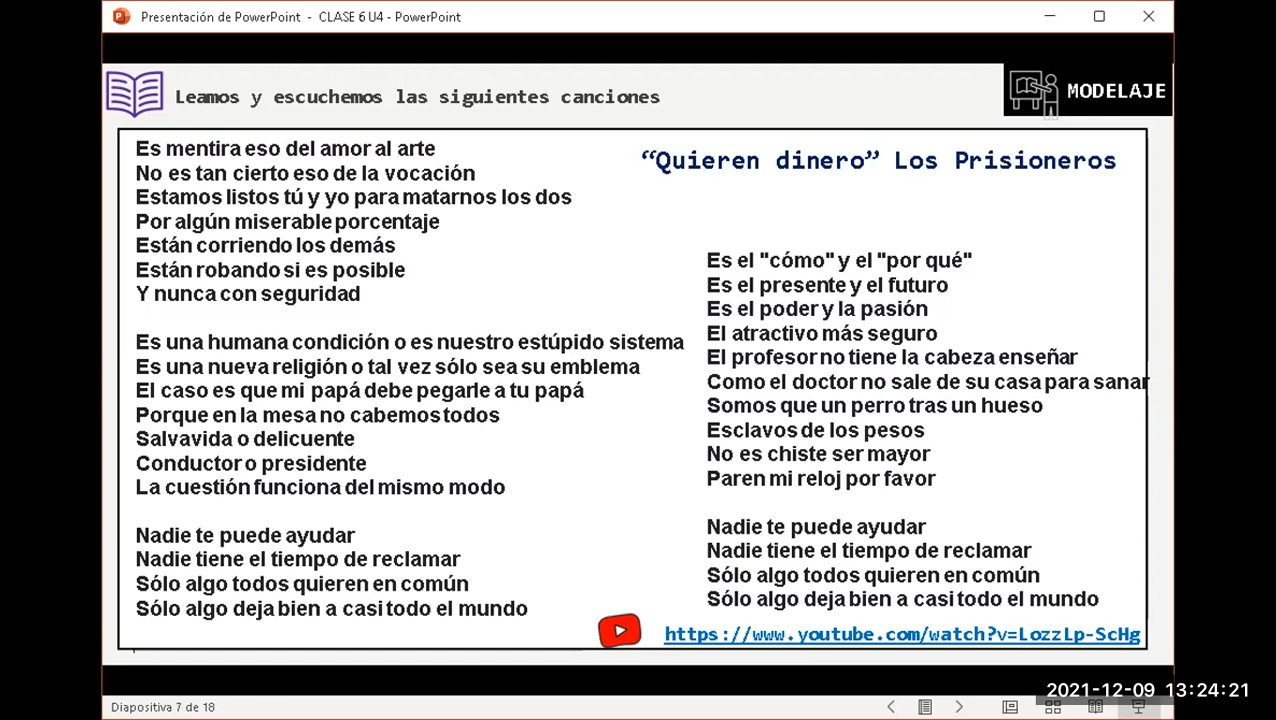 Presentación de PowerPoint - CLASE 6 U4 - PowerPoint
Leamos y escuchemos las siguientes canciones
MODELAJE
“Quieren dinero” Los Prisioneros
Es mentira eso del amor al arte
No es tan cierto eso de la vocación
Estamos listos tú y yo para matarnos los dos
Por algún miserable porcentaje
Están corriendo los demás
Están robando si es posible
Y nunca con seguridad
Es una humana condición o es nuestro estúpido sistema
Es una nueva religión o tal vez sólo sea su emblema
El caso es que mi papá debe pegarle a tu papá
Porque en la mesa no cabemos todos
Salvavida o delicuente
Conductor o presidente
La cuestión funciona del mismo modo
Nadie te puede ayudar
Nadie tiene el tiempo de reclamar
Sólo algo todos quieren en común
Sólo algo deja bien a casi todo el mundo
Es el "cómo" y el "por qué"
Es el presente y el futuro
Es el poder y la pasión
El atractivo más seguro
El profesor no tiene la cabeza enseñar
Como el doctor no sale de su casa para sanar
Somos que un perro tras un hueso
Esclavos de los pesos
No es chiste ser mayor
Paren mi reloj por favor
Nadie te puede ayudar
Nadie tiene el tiempo de reclamar
Sólo algo todos quieren en común
Sólo algo deja bien a casi todo el mundo
https://www.youtube.com/watch?v=LozzLp-ScHg
2021-12-09 13:24:21
Diapositiva 7 de 18